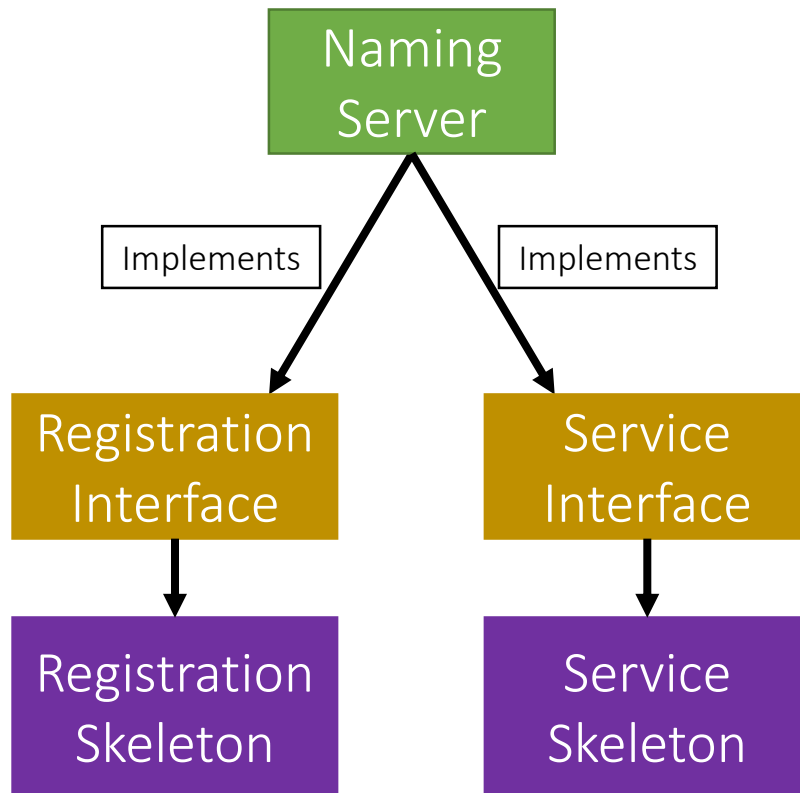 Naming
Server
Implements
Implements
Registration
Interface
Service
Interface
Registration
Skeleton
Service
Skeleton